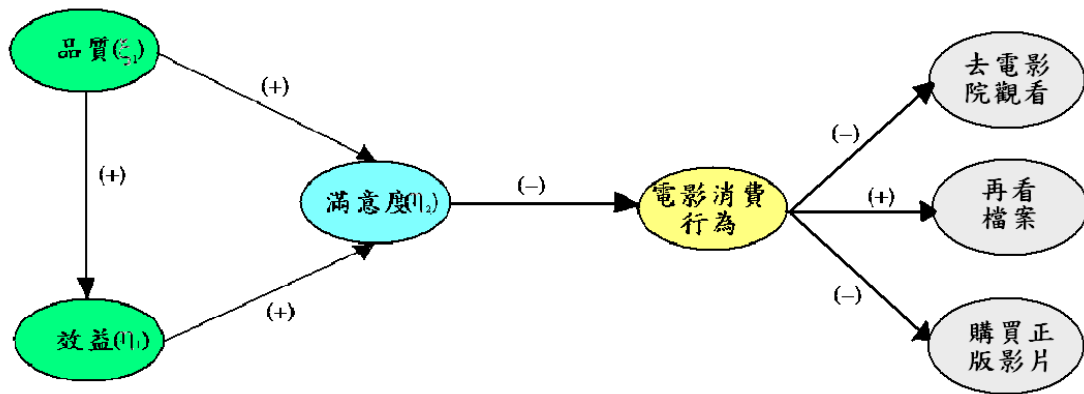 品質(ξ₁)
(+)
(+)
滿意度(η₂)
(+)
效益(η₁)
(−)
電影消費
行為
(−)
去電影
院觀看
(+)
再看
檔案
(−)
購買正
版影片